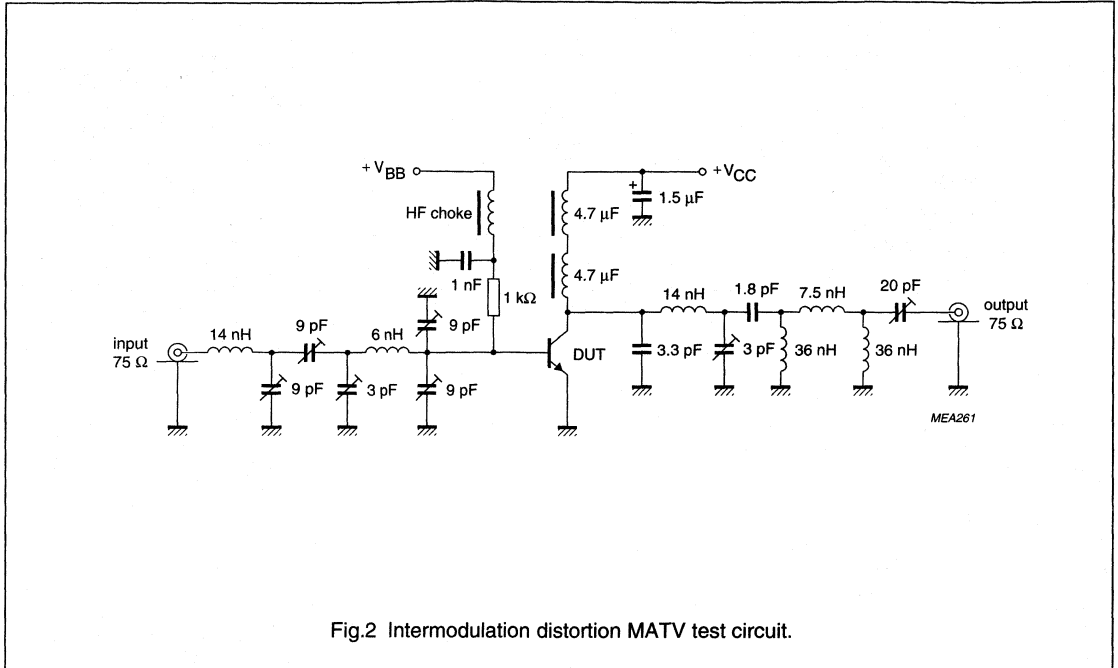 + VBB
+ VCC
+
1.5 µF
HF choke
4.7 µF
1 nF
4.7 µF
1 kΩ
9 pF
14 nH
1.8 pF
7.5 nH
20 pF
output
75 Ω
input
75 Ω
14 nH
9 pF
6 nH
DUT
3.3 pF
3 pF
36 nH
36 nH
9 pF
3 pF
9 pF
MEA261
Fig.2 Intermodulation distortion MATV test circuit.